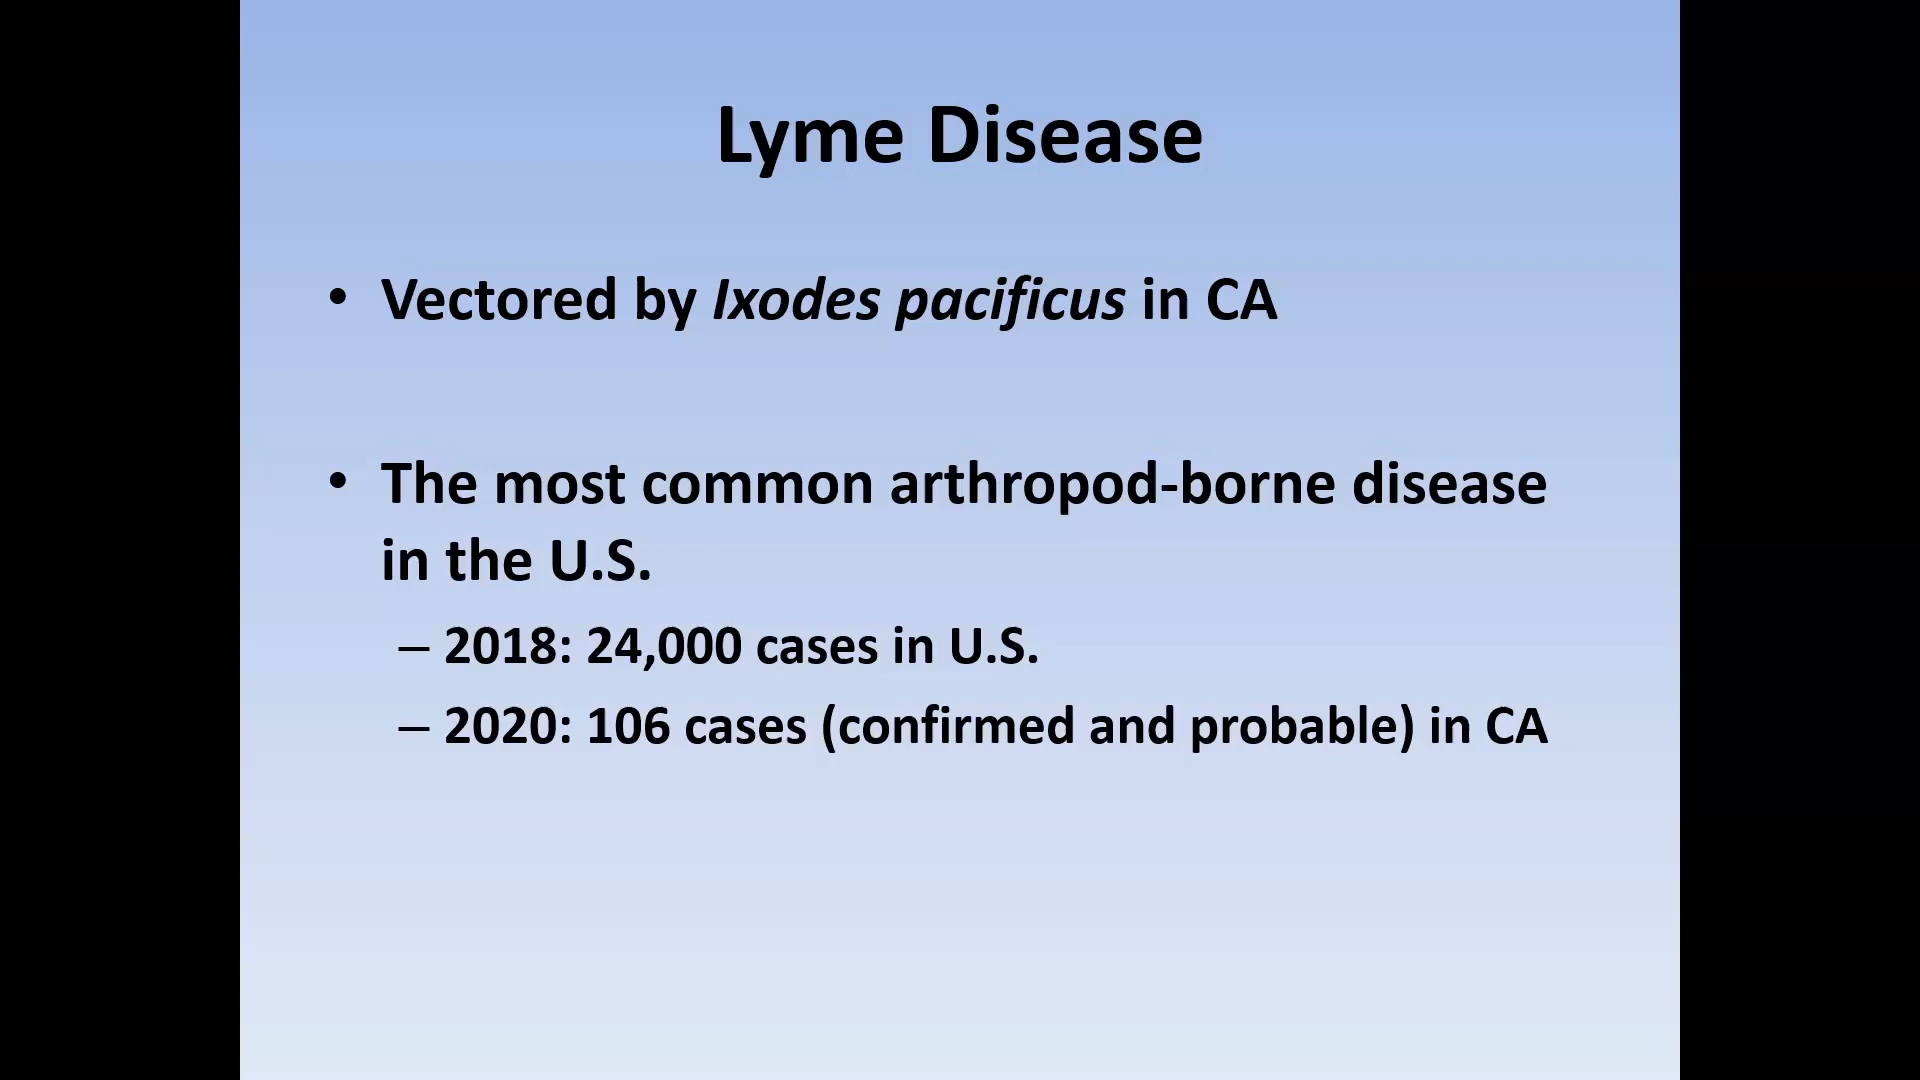 Lyme Disease
• Vectored by Ixodes pacificus in CA
• The most common arthropod-borne disease
in the U.S.
– 2018: 24,000 cases in U.S.
– 2020: 106 cases (confirmed and probable) in CA